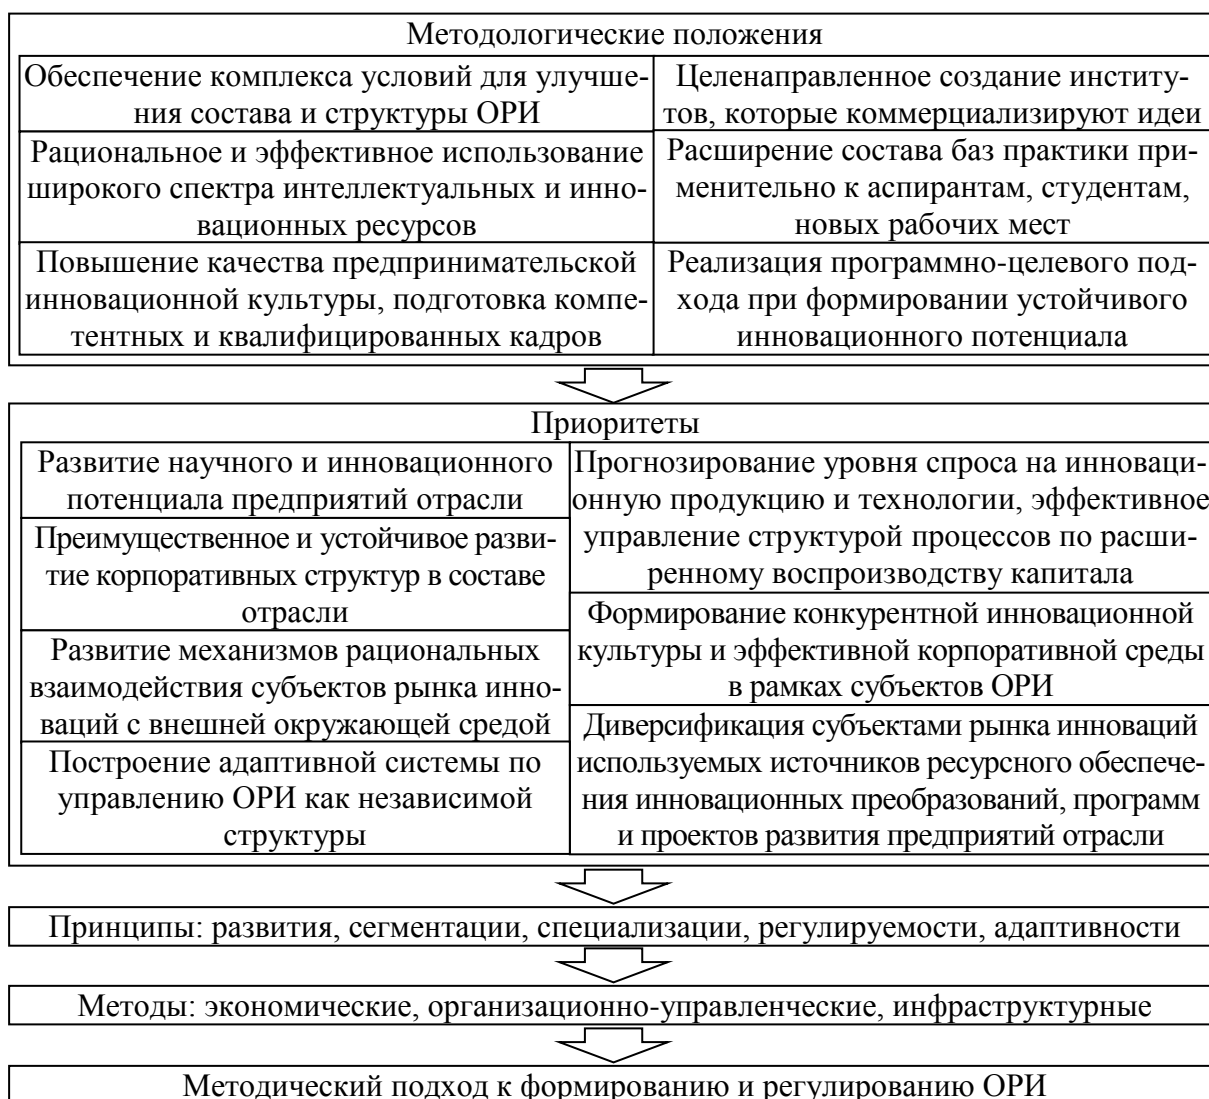 Методологические положения
Обеспечение комплекса условий для улучше-
ния состава и структуры ОРИ
Рациональное и эффективное использование
широкого спектра интеллектуальных и инно-
вационных ресурсов
Повышение качества предпринимательской
инновационной культуры, подготовка компе-
тентных и квалифицированных кадров
Целенаправленное создание институ-
тов, которые коммерциализируют идеи
Расширение состава баз практики при-
менительно к аспирантам, студентам,
новых рабочих мест
Реализация программно-целевого под-
хода при формировании устойчивого
инновационного потенциала
Приоритеты
Развитие научного и инновационного
потенциала предприятий отрасли
Преимущественное и устойчивое разви-
тие корпоративных структур в составе
отрасли
Развитие механизмов рациональных
взаимодействия субъектов рынка инно-
ваций с внешней окружающей средой
Построение адаптивной системы по
управлению ОРИ как независимой
структуры
Прогнозирование уровня спроса на инноваци-
онную продукцию и технологии, эффективное
управление структурой процессов по расши-
ренному воспроизводству капитала
Формирование конкурентной инновационной
культуры и эффективной корпоративной среды
в рамках субъектов ОРИ
Диверсификация субъектами рынка инноваций
используемых источников ресурсного обеспече-
ния инновационных преобразований, программ
и проектов развития предприятий отрасли
Принципы: развития, сегментации, специализации, регулируемости, адаптивности
Методы: экономические, организационно-управленческие, инфраструктурные
Методический подход к формированию и регулированию ОРИ